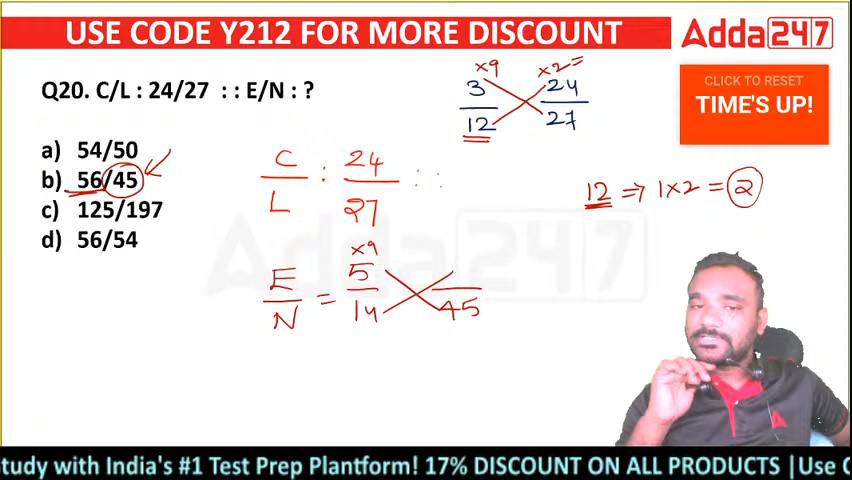 USE CODE Y212 FOR MORE DISCOUNT
Adda247
CLICK TO RESET
TIME'S UP!
Q20. C/L : 24/27 : : E/N : ?
a) 54/50
b) 56/45
c) 125/197
d) 56/54
×9 ×2=
3 24
12 27
C : 24 : :
L 27
12 ⇒ 1×2 = 2
×9
E = 5
N 14 45
Adda247
Study with India's #1 Test Prep Plantform! 17% DISCOUNT ON ALL PRODUCTS |Use